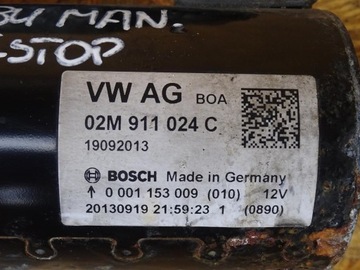 MAN.
STOP
VW AG BOA
02M 911 024 C
19092013
BOSCH Made in Germany
↑ 0 001 153 009 (010) 12V
20130919 21:59:23 1 (0890)